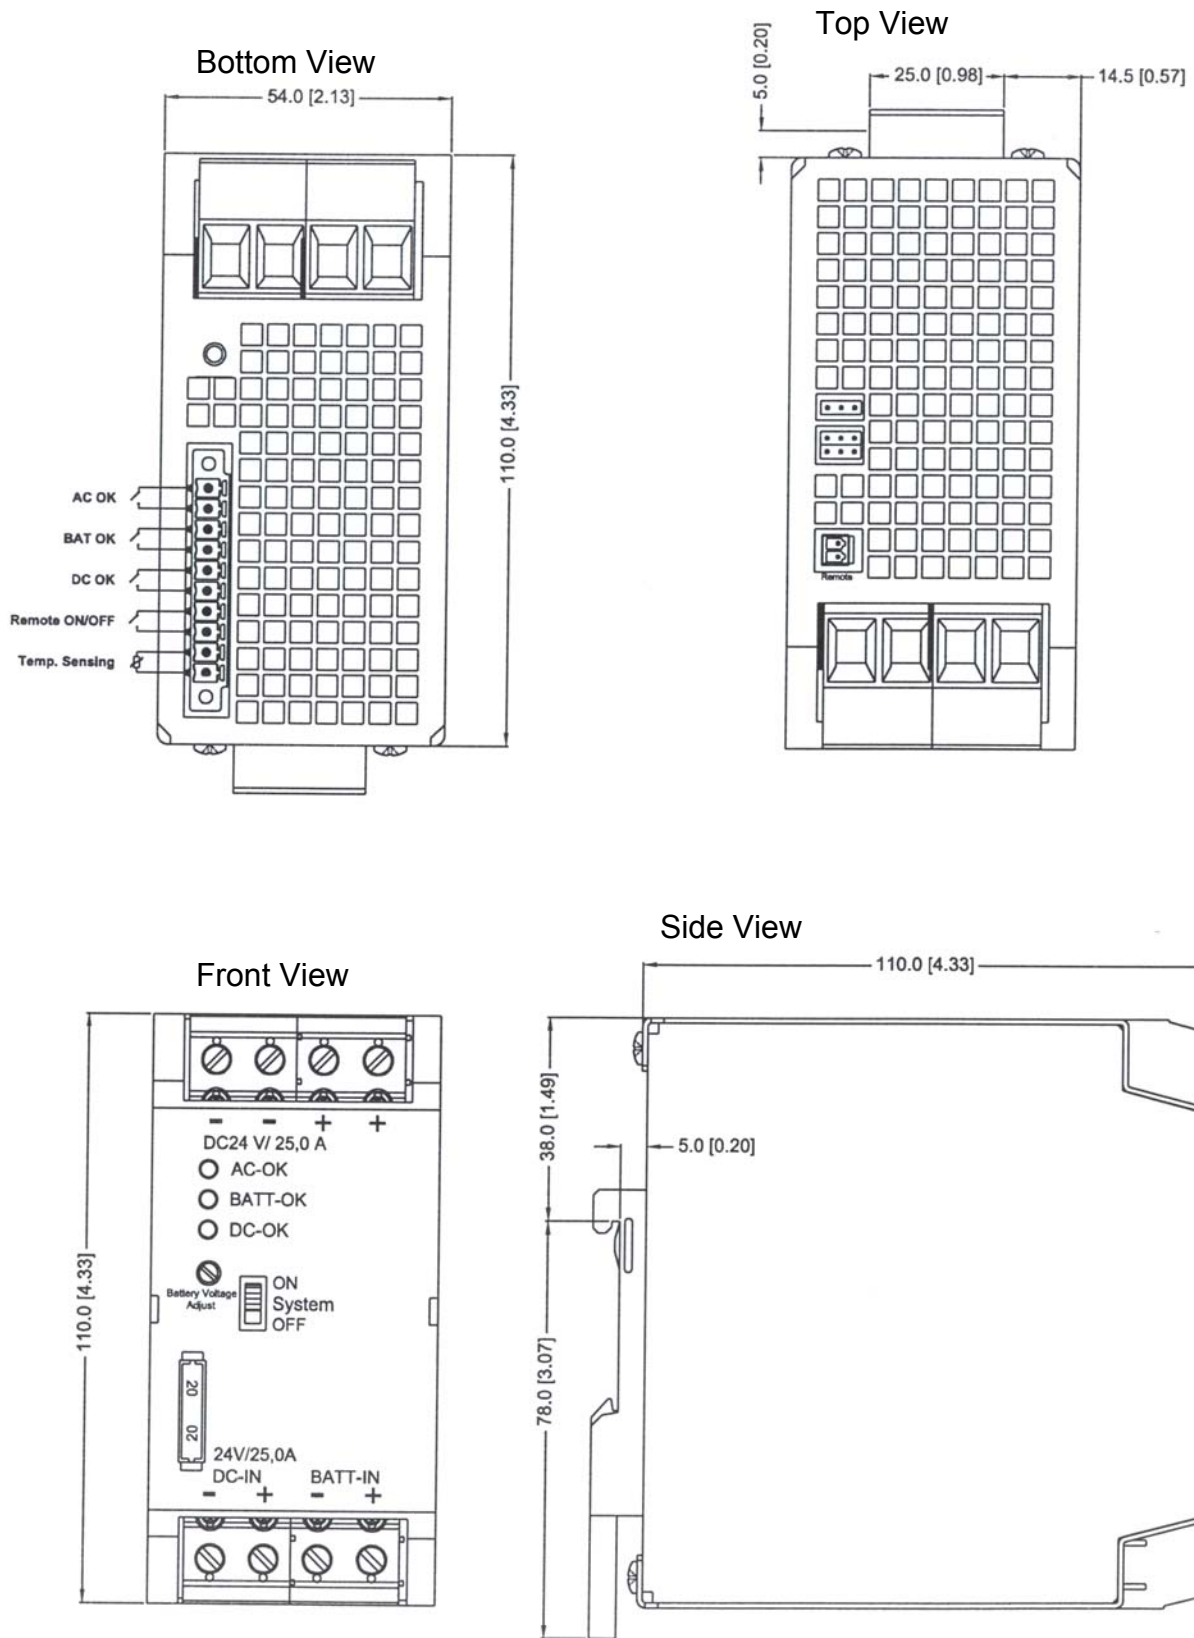 Bottom View
54.0 [2.13]
110.0 [4.33]
AC OK
BAT OK
DC OK
Remote ON/OFF
Temp. Sensing
Top View
5.0 [0.20]
25.0 [0.98]
14.5 [0.57]
Remote
Front View
110.0 [4.33]
- - + +
DC24 V/ 25,0 A
AC-OK
BATT-OK
DC-OK
Battery Voltage
Adjust
ON
System
OFF
20
20
24V/25,0A
DC-IN BATT-IN
- + - +
Side View
110.0 [4.33]
38.0 [1.49]
5.0 [0.20]
78.0 [3.07]